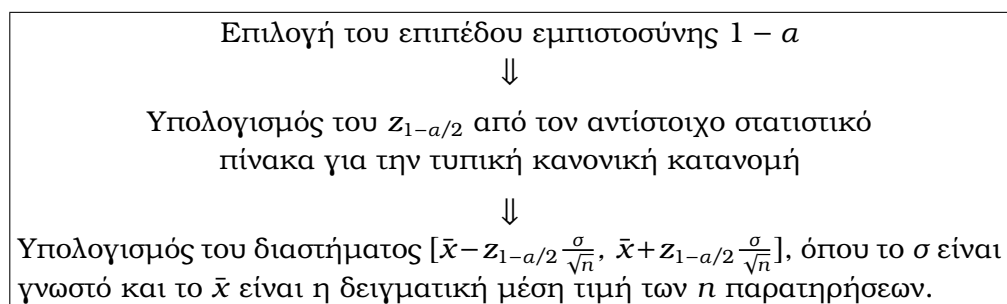 Επιλογή του επιπέδου εμπιστοσύνης 1 − α
⇓
Υπολογισμός του z_{1−α/2} από τον αντίστοιχο στατιστικό
πίνακα για την τυπική κανονική κατανομή
⇓
Υπολογισμός του διαστήματος [x̄−z_{1−α/2} σ/√n, x̄+z_{1−α/2} σ/√n], όπου το σ είναι
γνωστό και το x̄ είναι η δειγματική μέση τιμή των n παρατηρήσεων.